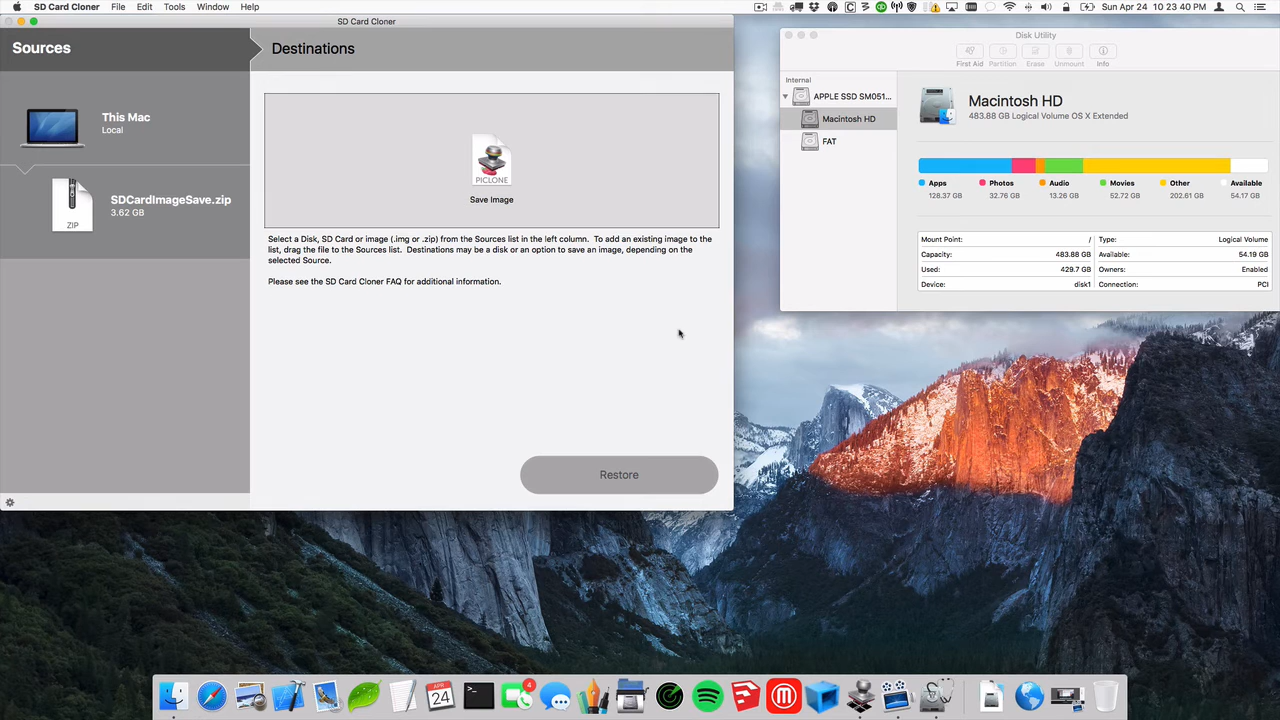 SD Card Cloner File Edit Tools Window Help
Sun Apr 24 10 23 40 PM
SD Card Cloner
Sources
Destinations
This Mac
Local
ZIP
SDCardImageSave.zip
3.62 GB
PICLONE
Save Image
Select a Disk, SD Card or image (.img or .zip) from the Sources list in the left column. To add an existing image to the
list, drag the file to the Sources list. Destinations may be a disk or an option to save an image, depending on the
selected Source.
Please see the SD Card Cloner FAQ for additional information.
Restore
Disk Utility
First Aid Partition Erase Unmount Info
Internal
APPLE SSD SM051...
Macintosh HD
FAT
Macintosh HD
483.88 GB Logical Volume OS X Extended
Apps Photos Audio Movies Other Available
128.37 GB 32.76 GB 13.26 GB 52.72 GB 202.61 GB 54.17 GB
Mount Point: / Type: Logical Volume
Capacity: 483.88 GB Available: 54.19 GB
Used: 429.7 GB Owners: Enabled
Device: disk1 Connection: PCI
APR
24
4